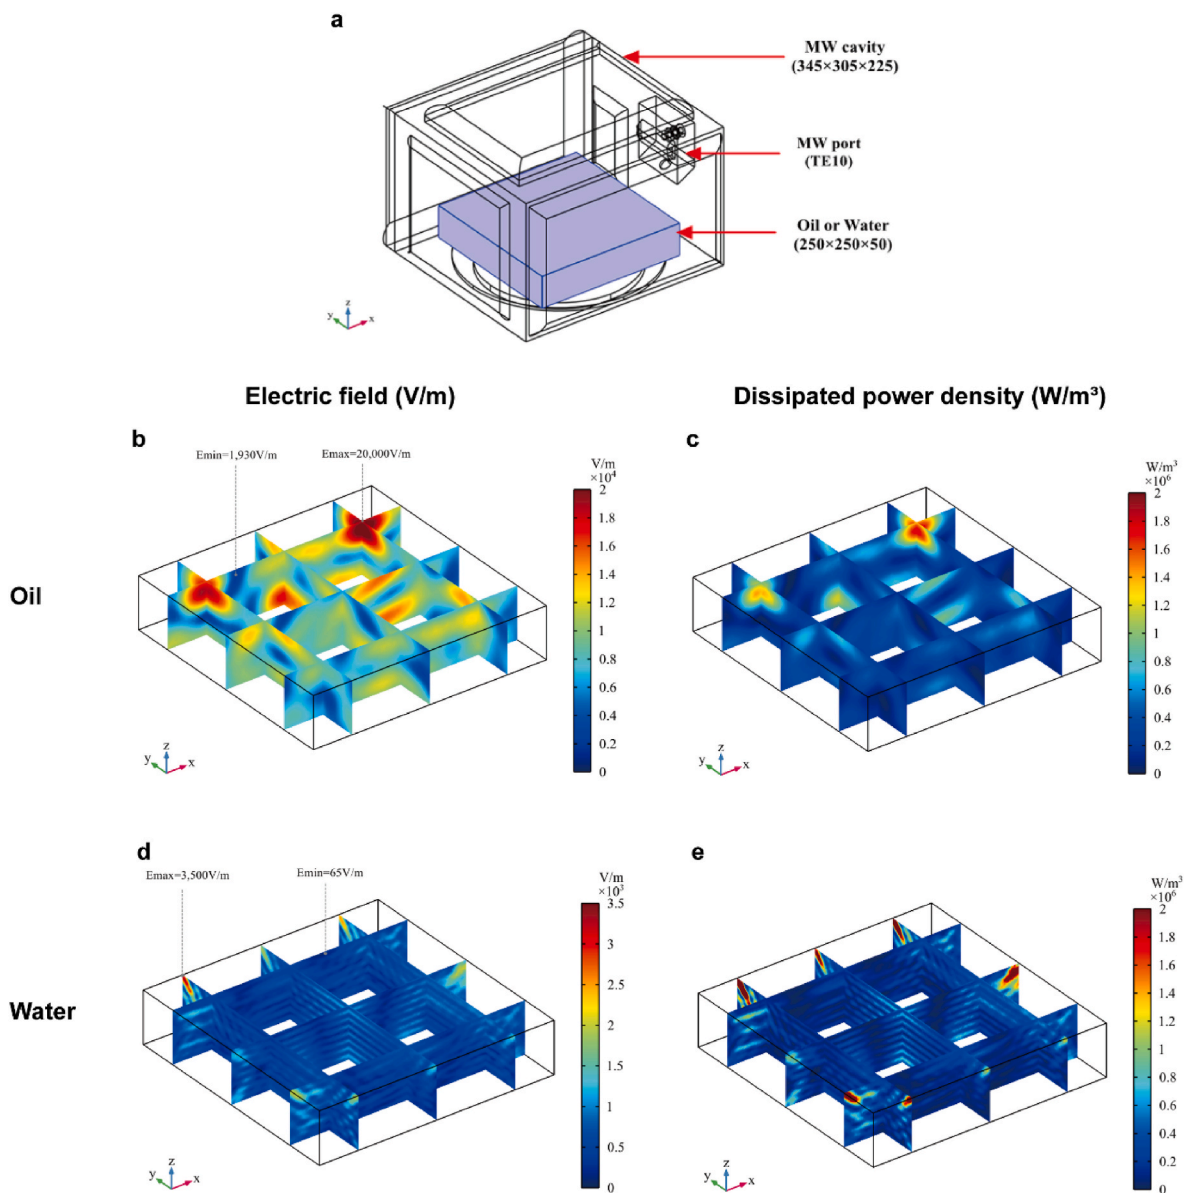 a
MW cavity
(345×305×225)
MW port
(TE10)
Oil or Water
(250×250×50)
z
y
x
Electric field (V/m)
Dissipated power density (W/m³)
b
Emin=1,930V/m
Emax=20,000V/m
V/m
×10⁴
2
1.8
1.6
1.4
1.2
1
0.8
0.6
0.4
0.2
0
z
y
x
c
W/m³
×10⁶
2
1.8
1.6
1.4
1.2
1
0.8
0.6
0.4
0.2
0
z
y
x
Oil
d
Emax=3,500V/m
Emin=65V/m
V/m
×10³
3.5
3
2.5
2
1.5
1
0.5
0
z
y
x
e
W/m³
×10⁶
2
1.8
1.6
1.4
1.2
1
0.8
0.6
0.4
0.2
0
z
y
x
Water